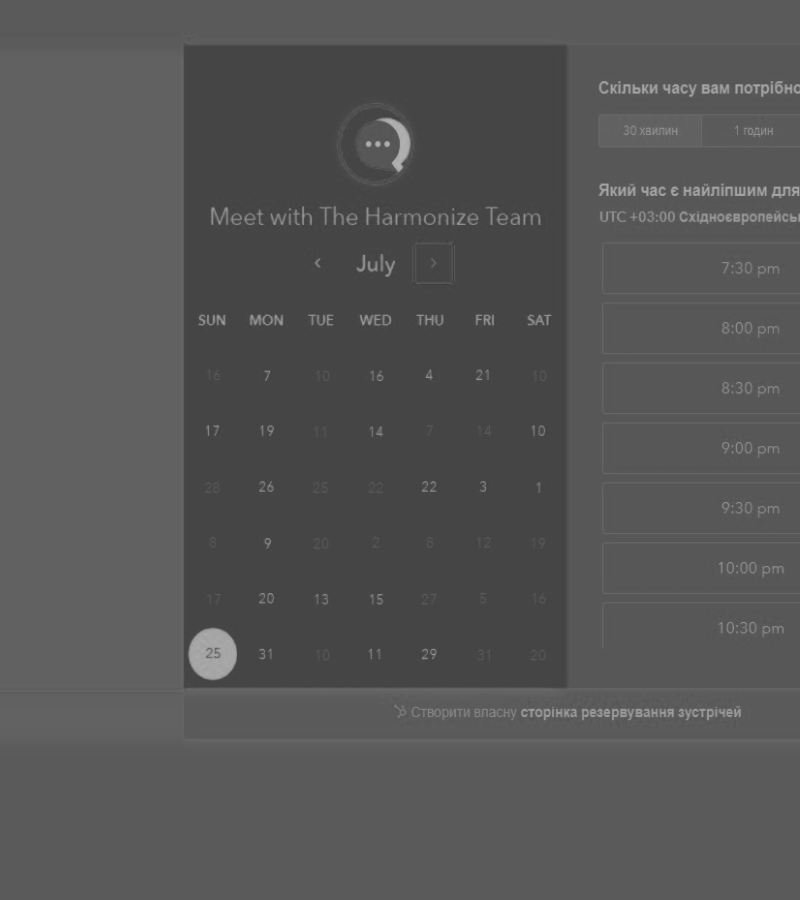 Meet with The Harmonize Team
July
SUN MON TUE WED THU FRI SAT
16 7 10 16 4 21 10
17 19 11 14 7 14 10
28 26 25 22 22 3 1
8 9 20 2 8 12 19
17 20 13 15 27 5 16
25 31 10 11 29 31 20
Скільки часу вам потрібно
30 хвилин 1 годин
Який час є найліпшим для
UTC +03:00 Східноєвропейсь
7:30 pm
8:00 pm
8:30 pm
9:00 pm
9:30 pm
10:00 pm
10:30 pm
Створити власну сторінка резервування зустрічей